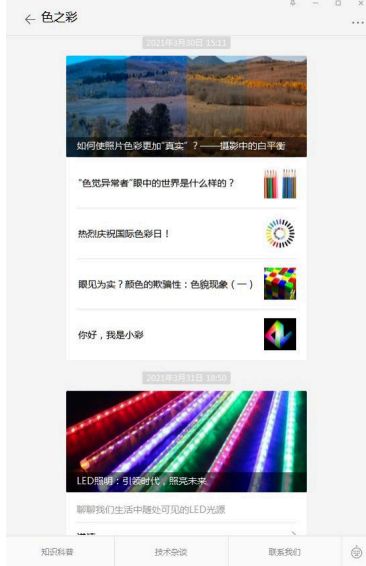 色之彩
2021年3月30日 15:11
如何使照片色彩更加"真实"？——摄影中的白平衡
"色觉异常者"眼中的世界是什么样的？
热烈庆祝国际色彩日！
眼见为实？颜色的欺骗性：色貌现象（一）
你好，我是小彩
2021年3月31日 18:50
LED照明：引领时代，照亮未来
聊聊我们生活中随处可见的LED光源
知识科普
技术杂谈
联系我们